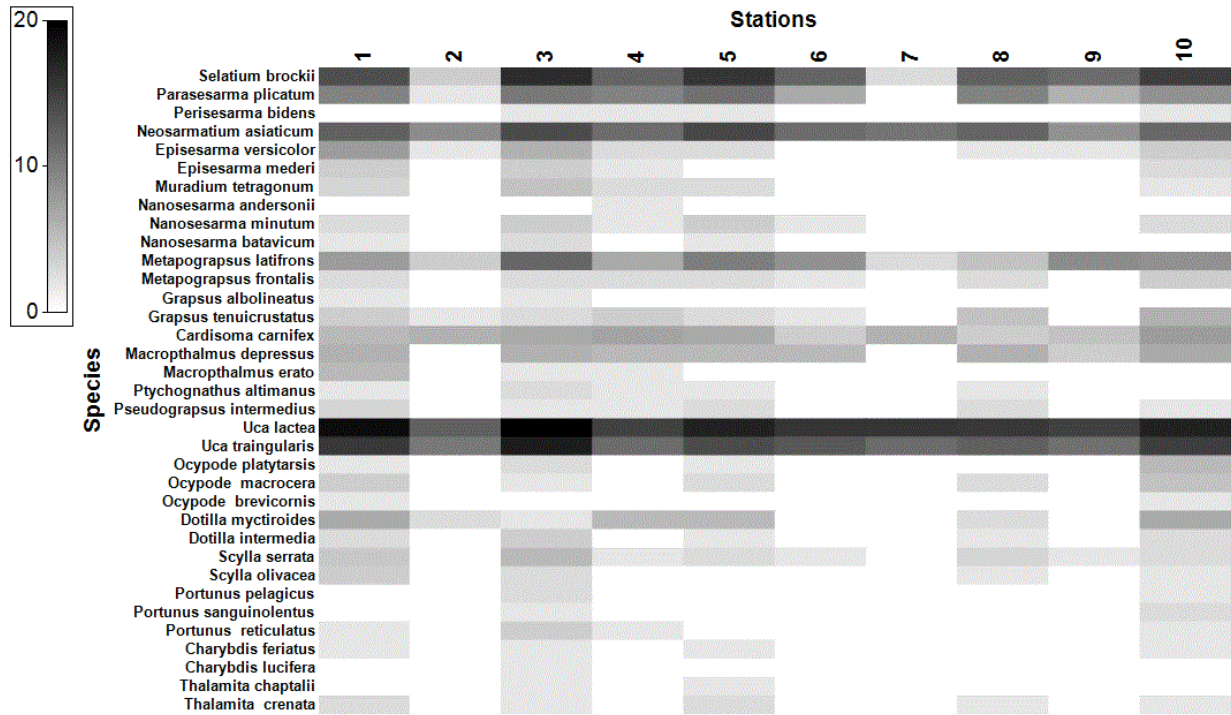 20
10
0
Stations
1 2 3 4 5 6 7 8 9 10
Species
Selatium brockii
Parasesarma plicatum
Perisesarma bidens
Neosarmatium asiaticum
Episesarma versicolor
Episesarma mederi
Muradium tetragonum
Nanosesarma andersonii
Nanosesarma minutum
Nanosesarma batavicum
Metapograpsus latifrons
Metapograpsus frontalis
Grapsus albolineatus
Grapsus tenuicrustatus
Cardisoma carnifex
Macropthalmus depressus
Macropthalmus erato
Ptychognathus altimanus
Pseudograpsus intermedius
Uca lactea
Uca traingularis
Ocypode platytarsis
Ocypode macrocera
Ocypode brevicornis
Dotilla myctiroides
Dotilla intermedia
Scylla serrata
Scylla olivacea
Portunus pelagicus
Portunus sanguinolentus
Portunus reticulatus
Charybdis feriatus
Charybdis lucifera
Thalamita chaptalii
Thalamita crenata